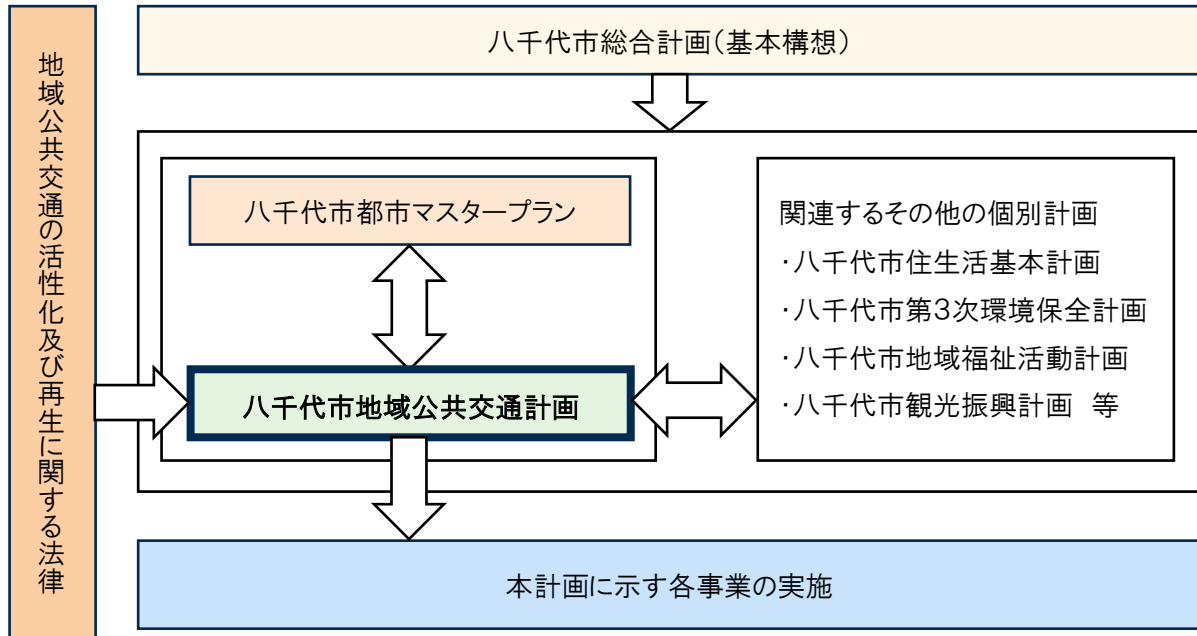 地域公共交通の活性化及び再生に関する法律
八千代市総合計画（基本構想）
八千代市都市マスタープラン
八千代市地域公共交通計画
関連するその他の個別計画
・八千代市住生活基本計画
・八千代市第3次環境保全計画
・八千代市地域福祉活動計画
・八千代市観光振興計画　等
本計画に示す各事業の実施